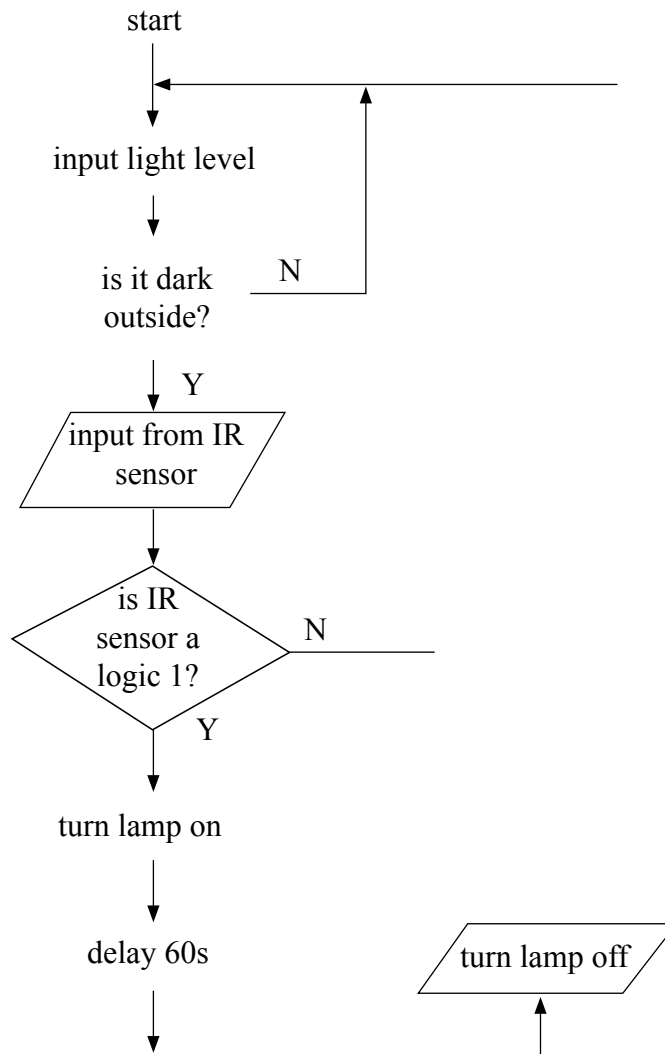 start
input light level
is it dark
outside?
N
Y
input from IR
sensor
is IR
sensor a
logic 1?
N
Y
turn lamp on
delay 60s
turn lamp off